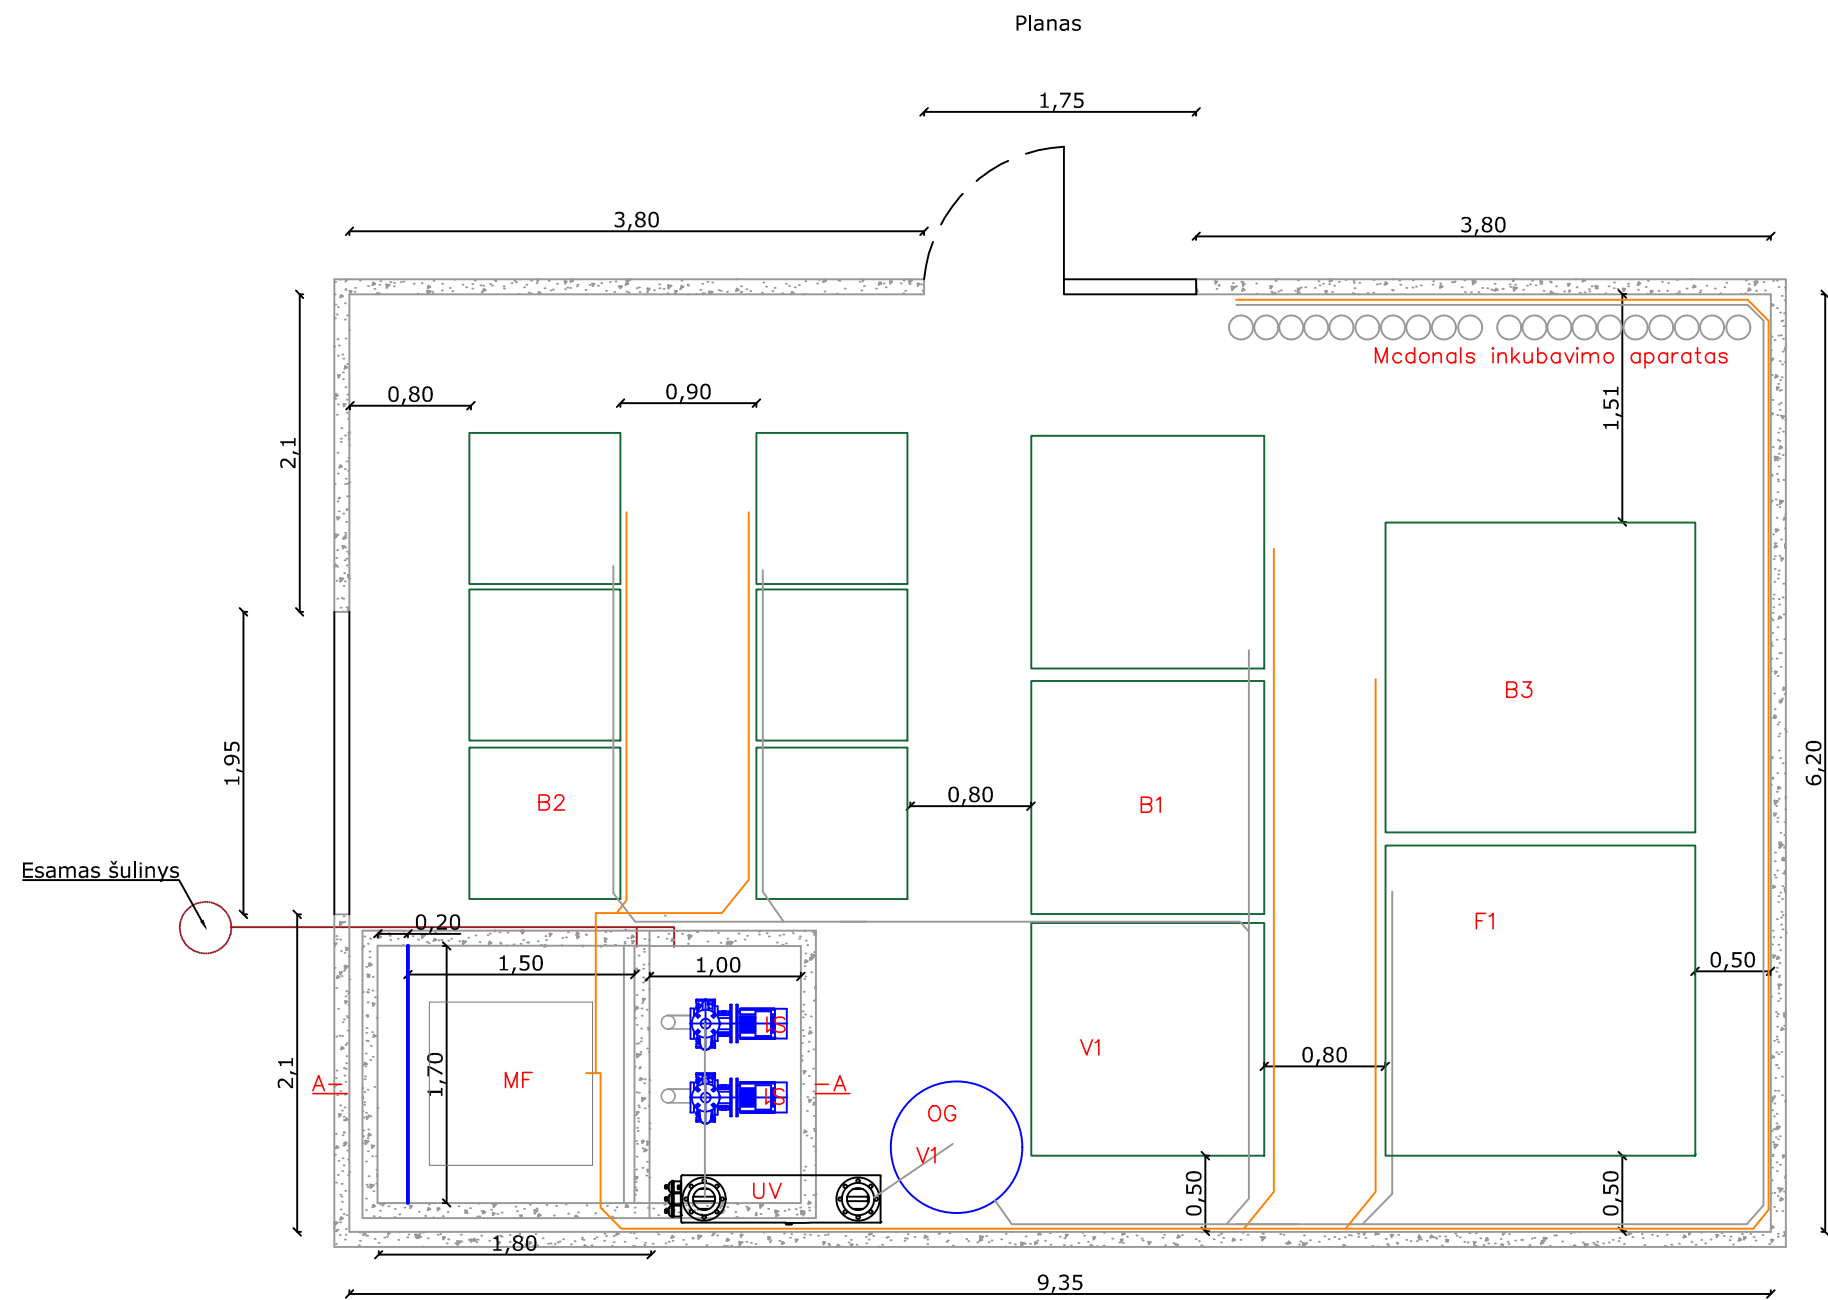 Planas
1,75
3,80
3,80
Mcdonals inkubavimo aparatas
0,80
0,90
1,51
2,1
B3
1,95
6,20
B2
0,80
B1
Esamas šulinys
0,20
F1
1,50
1,00
0,50
S1
V1
0,80
2,1
A
MF
1,70
S1
A
OG
V1
UV
0,50
0,50
1,80
9,35